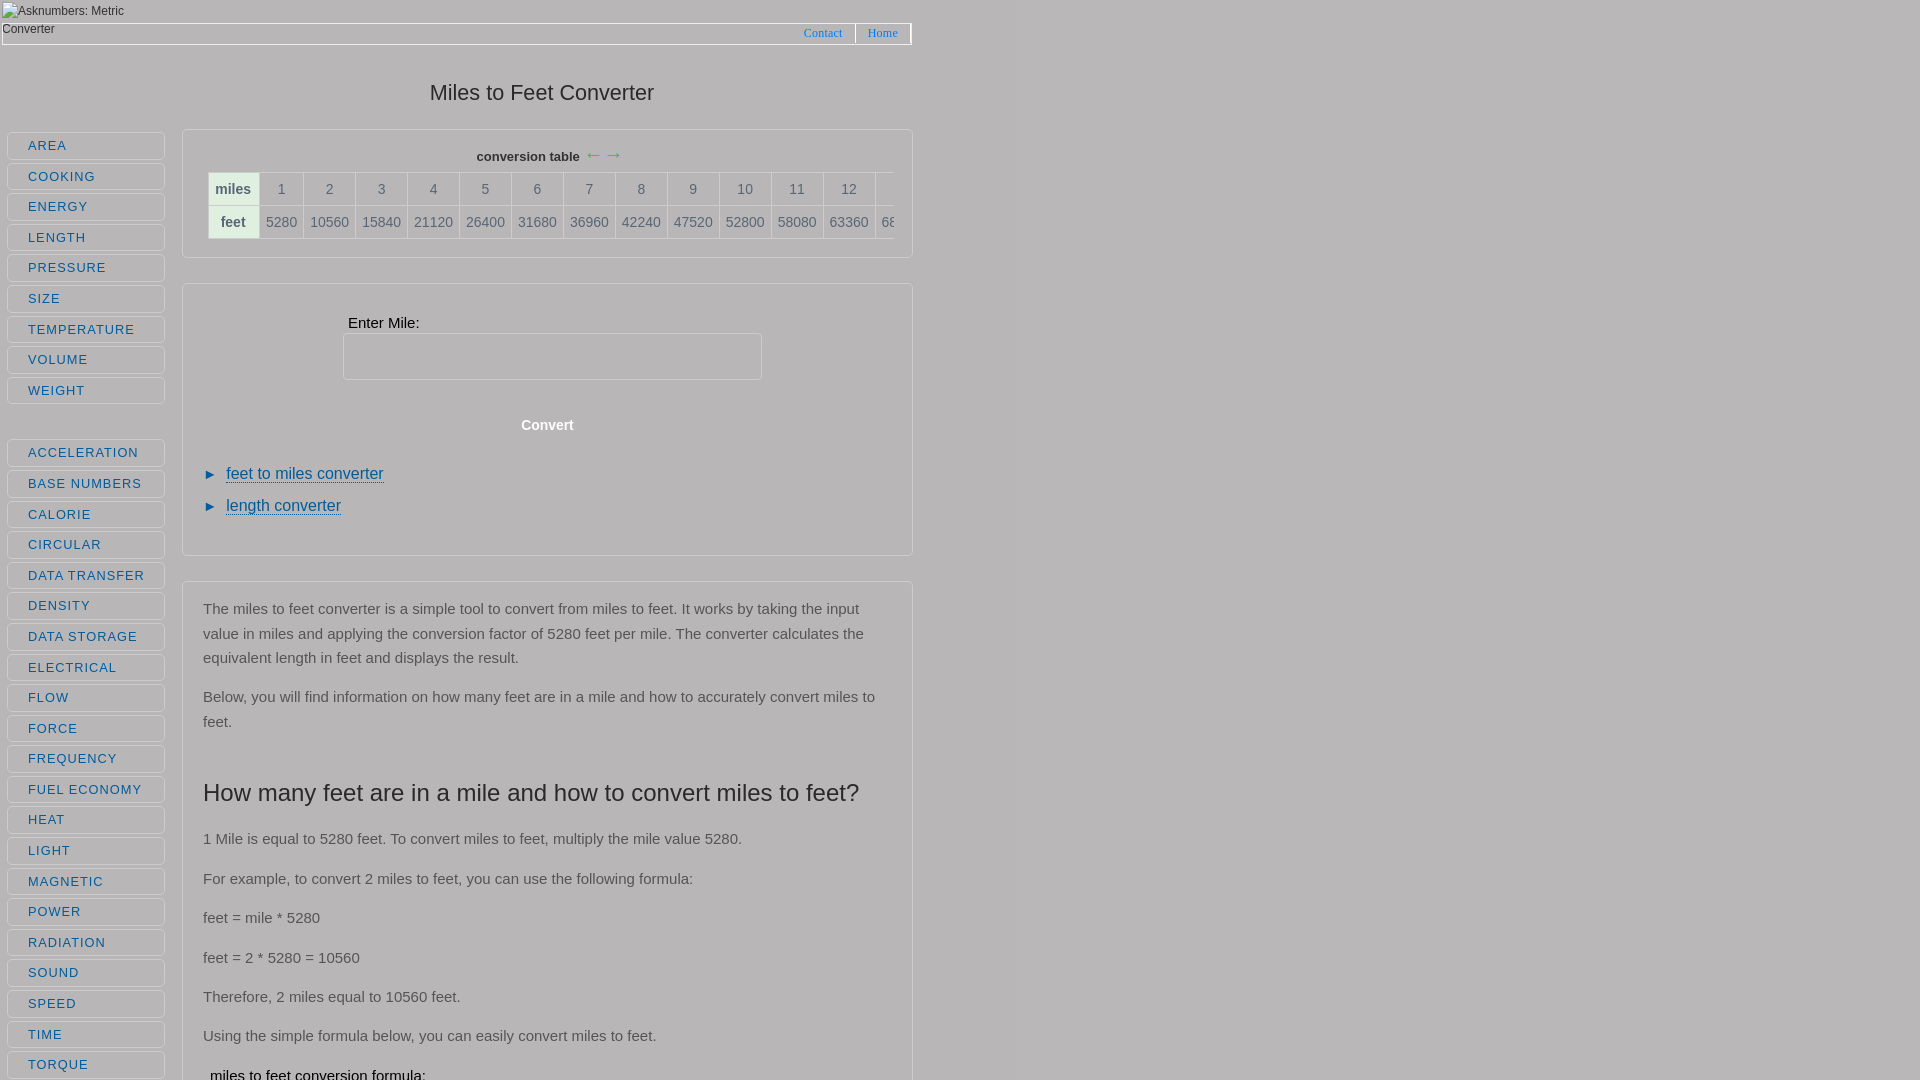 Asknumbers: Metric
Converter
Contact
Home
Miles to Feet Converter
AREA
COOKING
ENERGY
LENGTH
PRESSURE
SIZE
TEMPERATURE
VOLUME
WEIGHT
ACCELERATION
BASE NUMBERS
CALORIE
CIRCULAR
DATA TRANSFER
DENSITY
DATA STORAGE
ELECTRICAL
FLOW
FORCE
FREQUENCY
FUEL ECONOMY
HEAT
LIGHT
MAGNETIC
POWER
RADIATION
SOUND
SPEED
TIME
TORQUE
conversion table ←→
miles 1 2 3 4 5 6 7 8 9 10 11 12
feet 5280 10560 15840 21120 26400 31680 36960 42240 47520 52800 58080 63360 68
Enter Mile:
Convert
► feet to miles converter
► length converter
The miles to feet converter is a simple tool to convert from miles to feet. It works by taking the input
value in miles and applying the conversion factor of 5280 feet per mile. The converter calculates the
equivalent length in feet and displays the result.
Below, you will find information on how many feet are in a mile and how to accurately convert miles to
feet.
How many feet are in a mile and how to convert miles to feet?
1 Mile is equal to 5280 feet. To convert miles to feet, multiply the mile value 5280.
For example, to convert 2 miles to feet, you can use the following formula:
feet = mile * 5280
feet = 2 * 5280 = 10560
Therefore, 2 miles equal to 10560 feet.
Using the simple formula below, you can easily convert miles to feet.
miles to feet conversion formula: